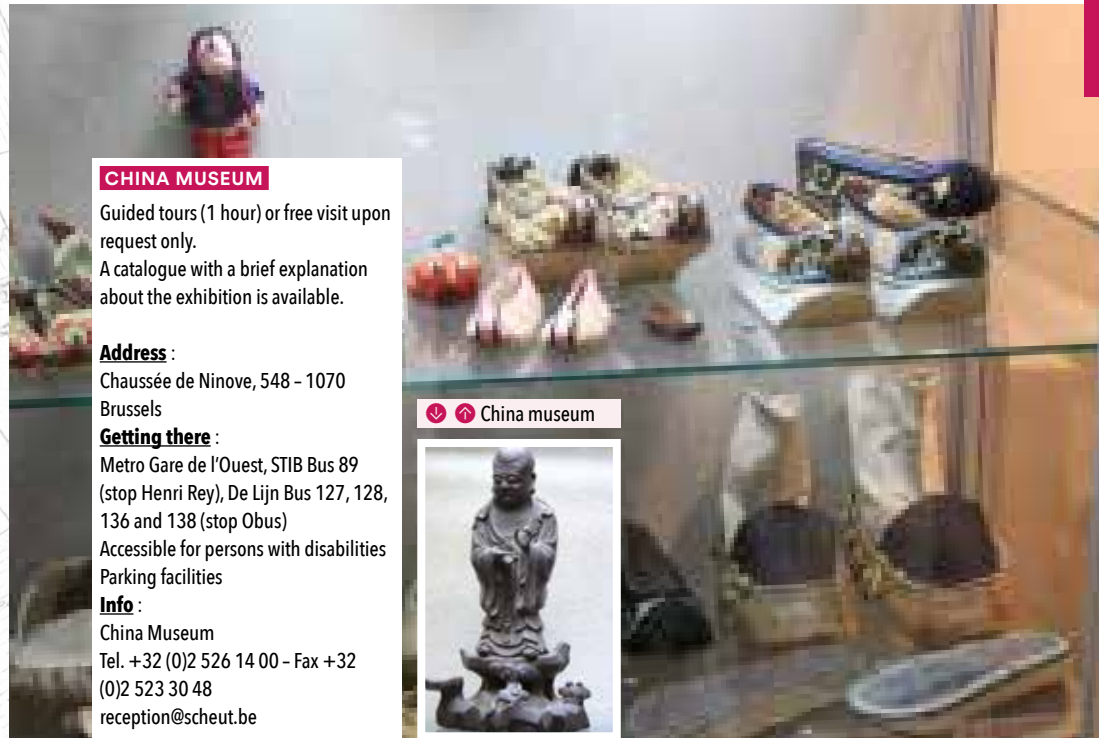 CHINA MUSEUM
Guided tours (1 hour) or free visit upon
request only.
A catalogue with a brief explanation
about the exhibition is available.
Address :
Chaussée de Ninove, 548 – 1070
Brussels
Getting there :
Metro Gare de l'Ouest, STIB Bus 89
(stop Henri Rey), De Lijn Bus 127, 128,
136 and 138 (stop Obus)
Accessible for persons with disabilities
Parking facilities
Info :
China Museum
Tel. +32 (0)2 526 14 00 – Fax +32
(0)2 523 30 48
reception@scheut.be
China museum